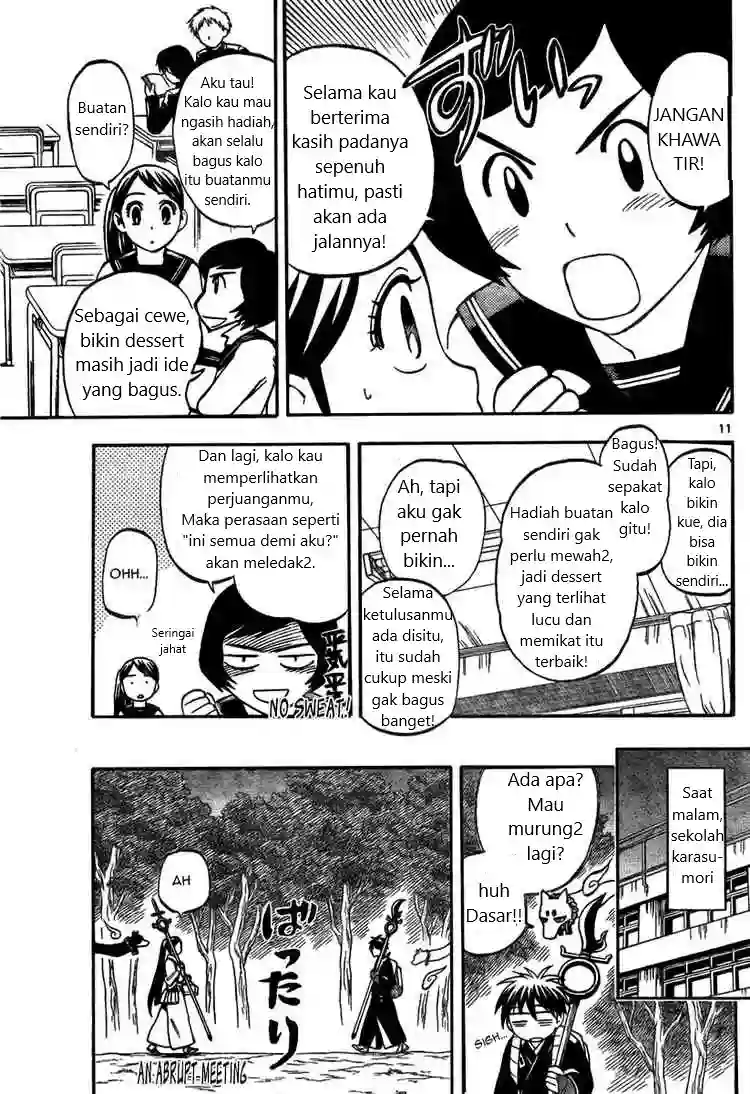 ずいっ
JANGAN
KHAWA
TIR!
Selama kau
berterima
kasih padanya
sepenuh
hatimu, pasti
akan ada
jalannya!
Aku tau!
Kalo kau mau
ngasih hadiah,
akan selalu
bagus kalo
itu buatanmu
sendiri.
Buatan
sendiri?
Sebagai cewe,
bikin dessert
masih jadi ide
yang bagus.
11
Tapi,
kalo
bikin
kue, dia
bisa
bikin
sendiri...
Bagus!
Sudah
sepakat
kalo
gitu!
Hadiah buatan
sendiri gak
perlu mewah2,
jadi dessert
yang terlihat
lucu dan
memikat itu
terbaik!
Ah, tapi
aku gak
pernah
bikin...
Selama
ketulusanmu
ada disitu,
itu sudah
cukup meski
gak bagus
banget!
Dan lagi, kalo kau
memperlihatkan
perjuanganmu,
Maka perasaan seperti
"ini semua demi aku?"
akan meledak2.
OHH...
Seringai
jahat
平気平
NO SWEAT!
Saat
malam,
sekolah
karasu-
mori
Ada apa?
Mau
murung2
lagi?
huh
Dasar!!
SIGH...
AH
ばったり
AN ABRUPT MEETING